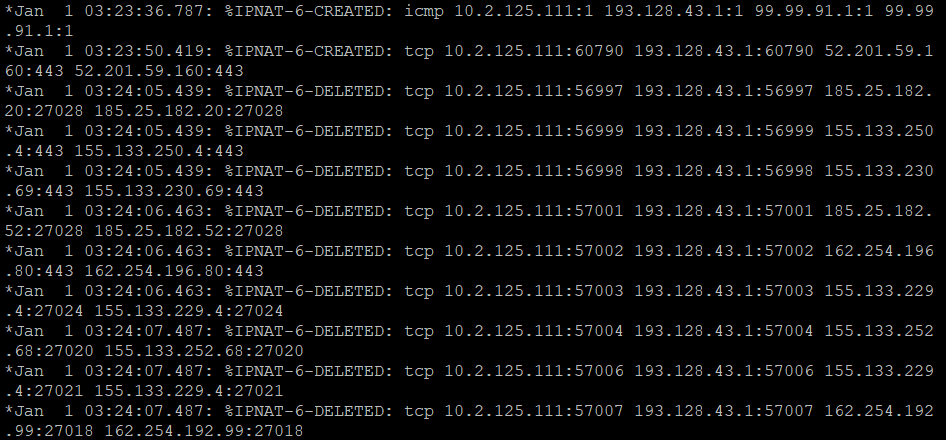 *Jan  1 03:23:36.787: %IPNAT-6-CREATED: icmp 10.2.125.111:1 193.128.43.1:1 99.99.91.1:1 99.99
.91.1:1
*Jan  1 03:23:50.419: %IPNAT-6-CREATED: tcp 10.2.125.111:60790 193.128.43.1:60790 52.201.59.1
60:443 52.201.59.160:443
*Jan  1 03:24:05.439: %IPNAT-6-DELETED: tcp 10.2.125.111:56997 193.128.43.1:56997 185.25.182.
20:27028 185.25.182.20:27028
*Jan  1 03:24:05.439: %IPNAT-6-DELETED: tcp 10.2.125.111:56999 193.128.43.1:56999 155.133.250
.4:443 155.133.250.4:443
*Jan  1 03:24:05.439: %IPNAT-6-DELETED: tcp 10.2.125.111:56998 193.128.43.1:56998 155.133.230
.69:443 155.133.230.69:443
*Jan  1 03:24:06.463: %IPNAT-6-DELETED: tcp 10.2.125.111:57001 193.128.43.1:57001 185.25.182.
52:27028 185.25.182.52:27028
*Jan  1 03:24:06.463: %IPNAT-6-DELETED: tcp 10.2.125.111:57002 193.128.43.1:57002 162.254.196
.80:443 162.254.196.80:443
*Jan  1 03:24:06.463: %IPNAT-6-DELETED: tcp 10.2.125.111:57003 193.128.43.1:57003 155.133.229
.4:27024 155.133.229.4:27024
*Jan  1 03:24:07.487: %IPNAT-6-DELETED: tcp 10.2.125.111:57004 193.128.43.1:57004 155.133.252
.68:27020 155.133.252.68:27020
*Jan  1 03:24:07.487: %IPNAT-6-DELETED: tcp 10.2.125.111:57006 193.128.43.1:57006 155.133.229
.4:27021 155.133.229.4:27021
*Jan  1 03:24:07.487: %IPNAT-6-DELETED: tcp 10.2.125.111:57007 193.128.43.1:57007 162.254.192
.99:27018 162.254.192.99:27018